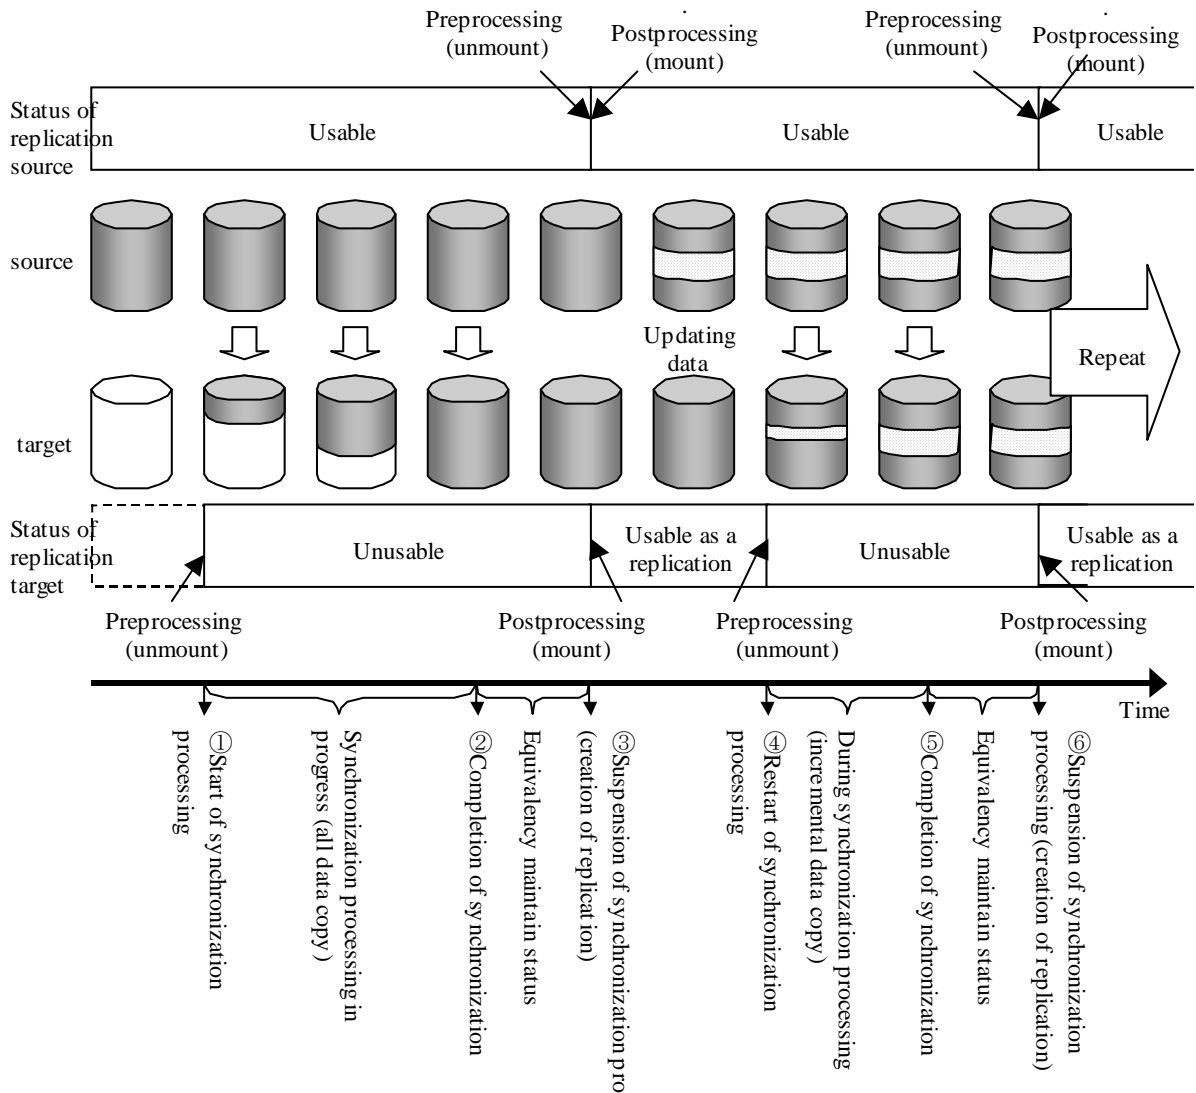 Preprocessing
(unmount)
Postprocessing
(mount)
Preprocessing
(unmount)
Postprocessing
(mount)
Status of
replication
source
Usable
Usable
Usable
source
Updating
data
Repeat
target
Status of
replication
target
Unusable
Usable as a
replication
Unusable
Usable as a
replication
Preprocessing
(unmount)
Postprocessing
(mount)
Preprocessing
(unmount)
Postprocessing
(mount)
Time
①Start of synchronization
processing
Synchronization processing in
progress (all data copy)
②Completion of synchronization
Equivalency maintain status
③Suspension of synchronization pro
(creation of replication)
④Restart of synchronization
processing
During synchronization processing
(incremental data copy)
⑤Completion of synchronization
Equivalency maintain status
⑥Suspension of synchronization
processing (creation of replication)